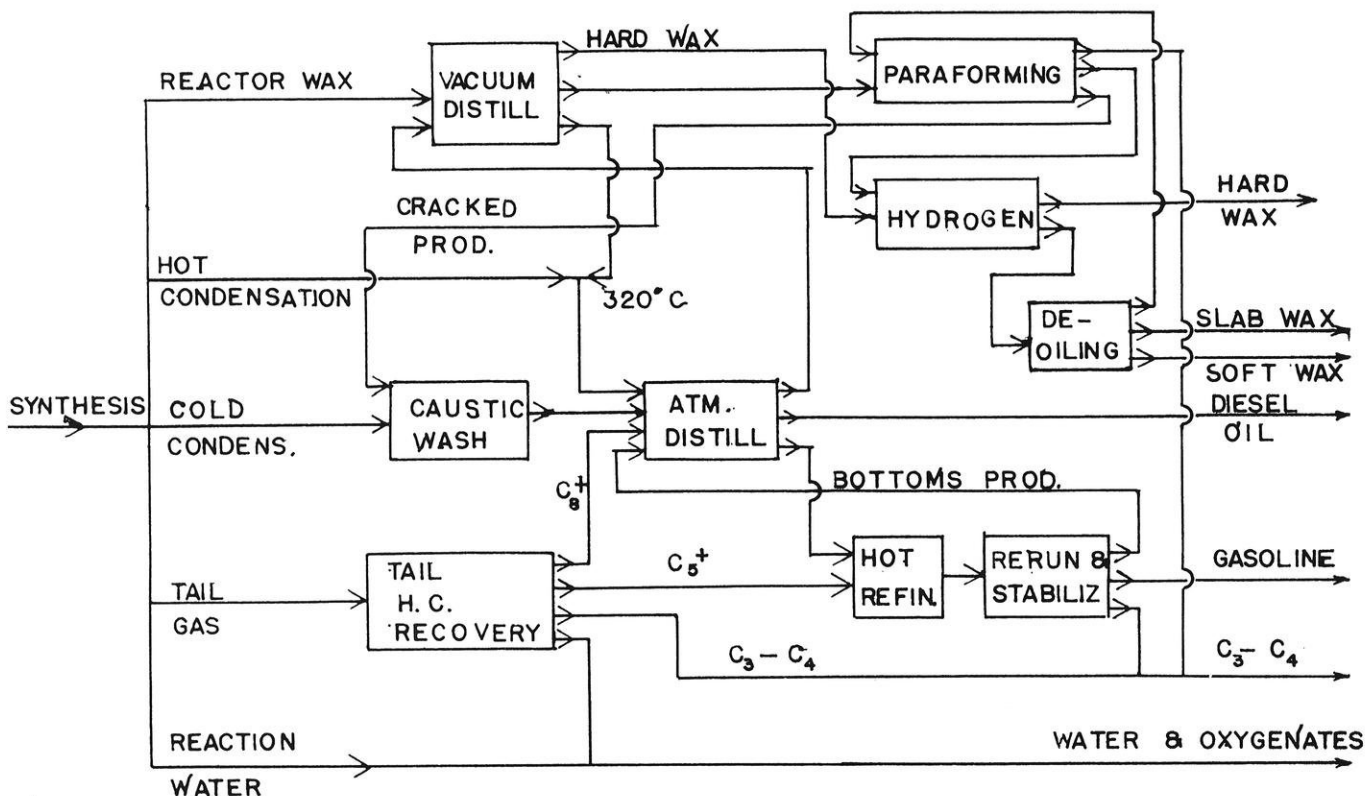 HARD WAX
REACTOR WAX
VACUUM
DISTILL
PARAFORMING
CRACKED
PROD.
HYDROGEN
HARD
WAX
HOT
CONDENSATION
320°C
DE-
OILING
SLAB WAX
SOFT WAX
SYNTHESIS
COLD
CONDENS.
CAUSTIC
WASH
ATM.
DISTILL
DIESEL
OIL
C₈⁺
BOTTOMS PROD.
TAIL
GAS
TAIL
H. C.
RECOVERY
C₅⁺
HOT
REFIN.
RERUN &
STABILIZ
GASOLINE
C₃-C₄
C₃-C₄
REACTION
WATER
WATER & OXYGENATES